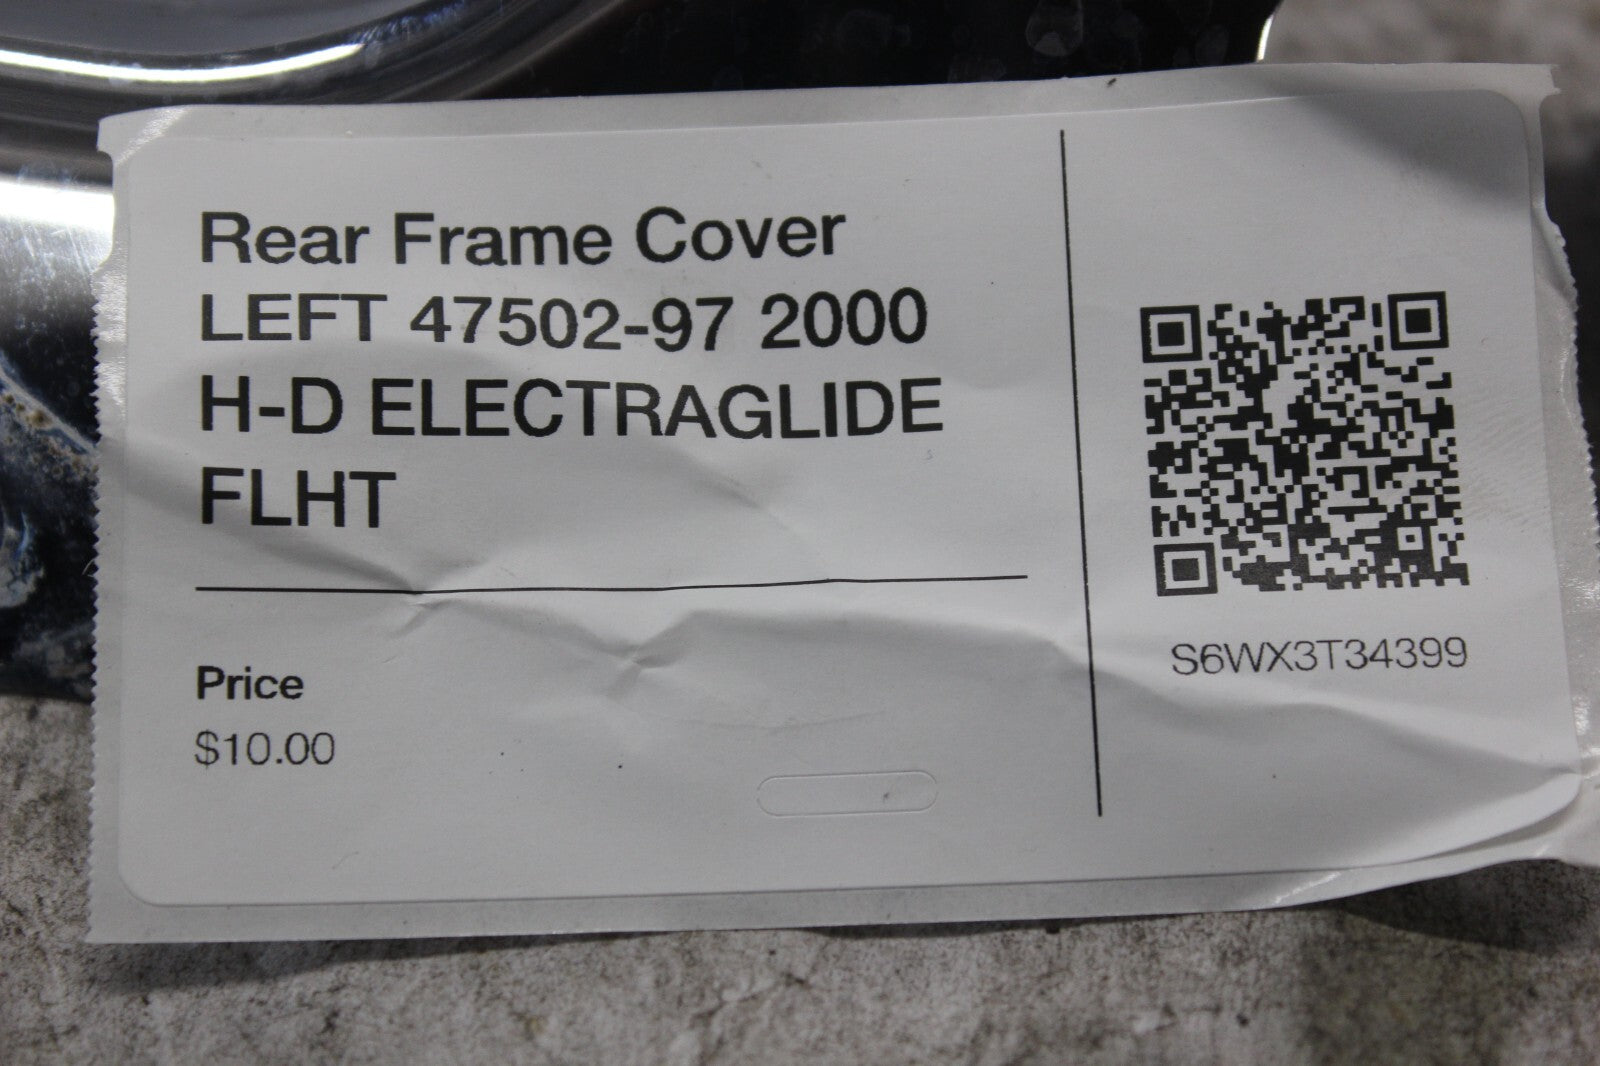 Rear Frame Cover
LEFT 47502-97 2000
H-D ELECTRAGLIDE
FLHT
Price
$10.00
S6WX3T34399